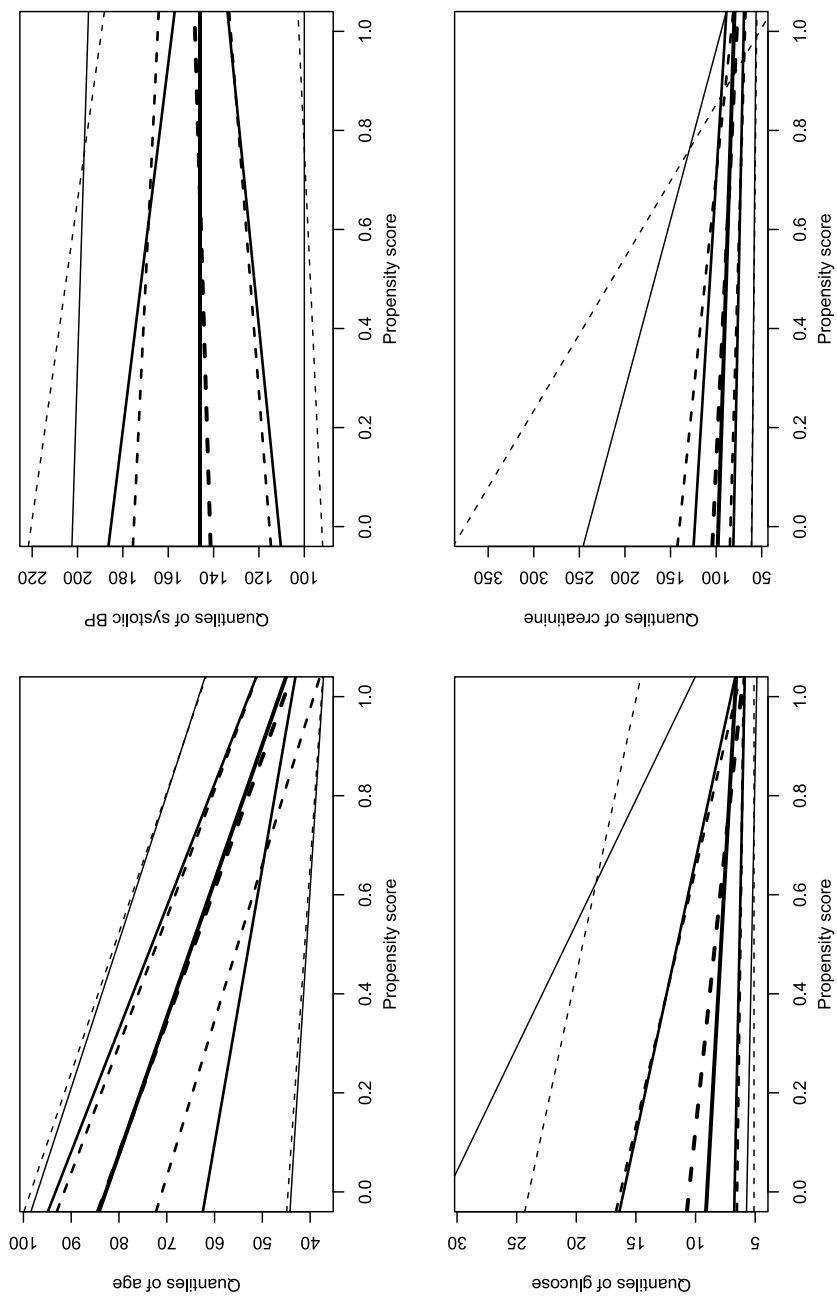 Quantiles of age
100
90
80
70
60
50
40
0.0 0.2 0.4 0.6 0.8 1.0
Propensity score
Quantiles of systolic BP
220
200
180
160
140
120
100
0.0 0.2 0.4 0.6 0.8 1.0
Propensity score
Quantiles of glucose
30
25
20
15
10
5
0.0 0.2 0.4 0.6 0.8 1.0
Propensity score
Quantiles of creatinine
350
300
250
200
150
100
50
0.0 0.2 0.4 0.6 0.8 1.0
Propensity score